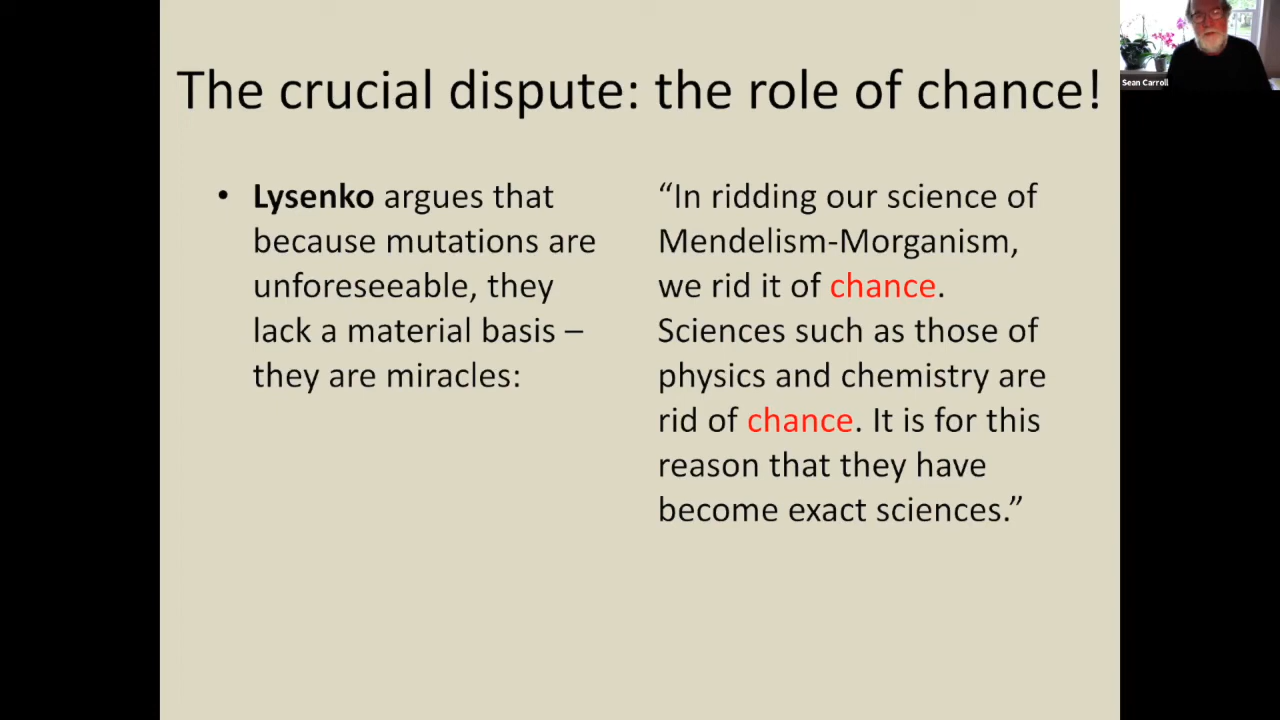 The crucial dispute: the role of chance!
• Lysenko argues that
because mutations are
unforeseeable, they
lack a material basis –
they are miracles:
“In ridding our science of
Mendelism-Morganism,
we rid it of chance.
Sciences such as those of
physics and chemistry are
rid of chance. It is for this
reason that they have
become exact sciences.”
Sean Carroll